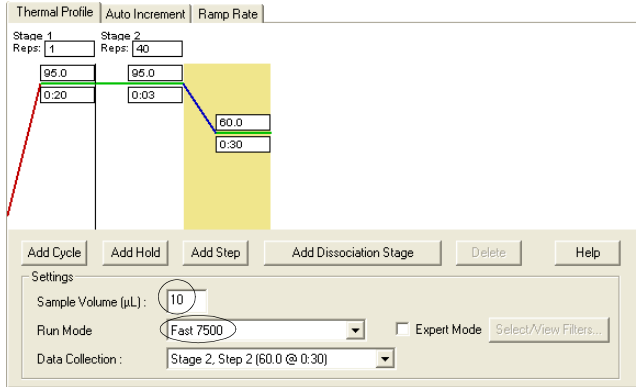 Thermal Profile Auto Increment Ramp Rate
Stage 1 Stage 2
Reps: 1 Reps: 40
95.0 95.0
0:20 0:03
60.0
0:30
Add Cycle Add Hold Add Step Add Dissociation Stage Delete Help
Settings
Sample Volume (µL) : 10
Run Mode Fast 7500 Expert Mode Select/View Filters...
Data Collection : Stage 2, Step 2 (60.0 @ 0:30)